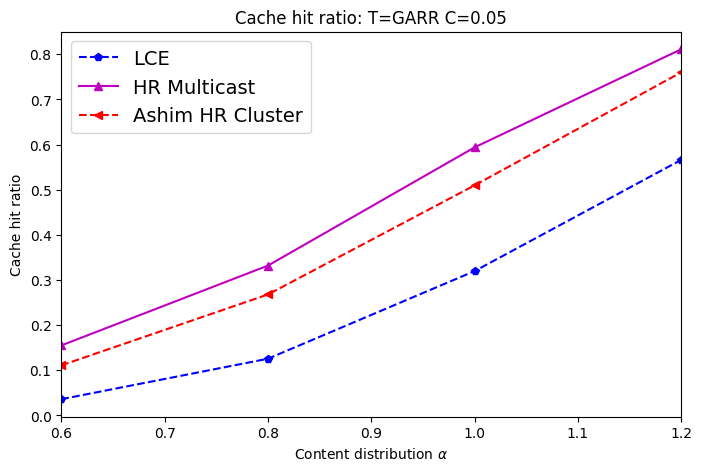 Cache hit ratio: T=GARR C=0.05
LCE
HR Multicast
Ashim HR Cluster
Cache hit ratio
0.8
0.7
0.6
0.5
0.4
0.3
0.2
0.1
0.0
0.6 0.7 0.8 0.9 1.0 1.1 1.2
Content distribution α